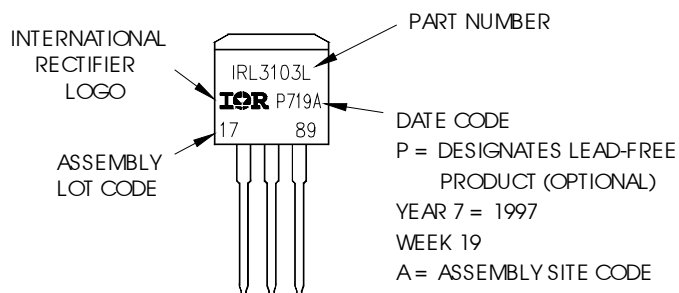 INTERNATIONAL
RECTIFIER
LOGO
ASSEMBLY
LOT CODE
IRL3103L
IOR P719A
17 89
PART NUMBER
DATE CODE
P = DESIGNATES LEAD-FREE
PRODUCT (OPTIONAL)
YEAR 7 = 1997
WEEK 19
A = ASSEMBLY SITE CODE